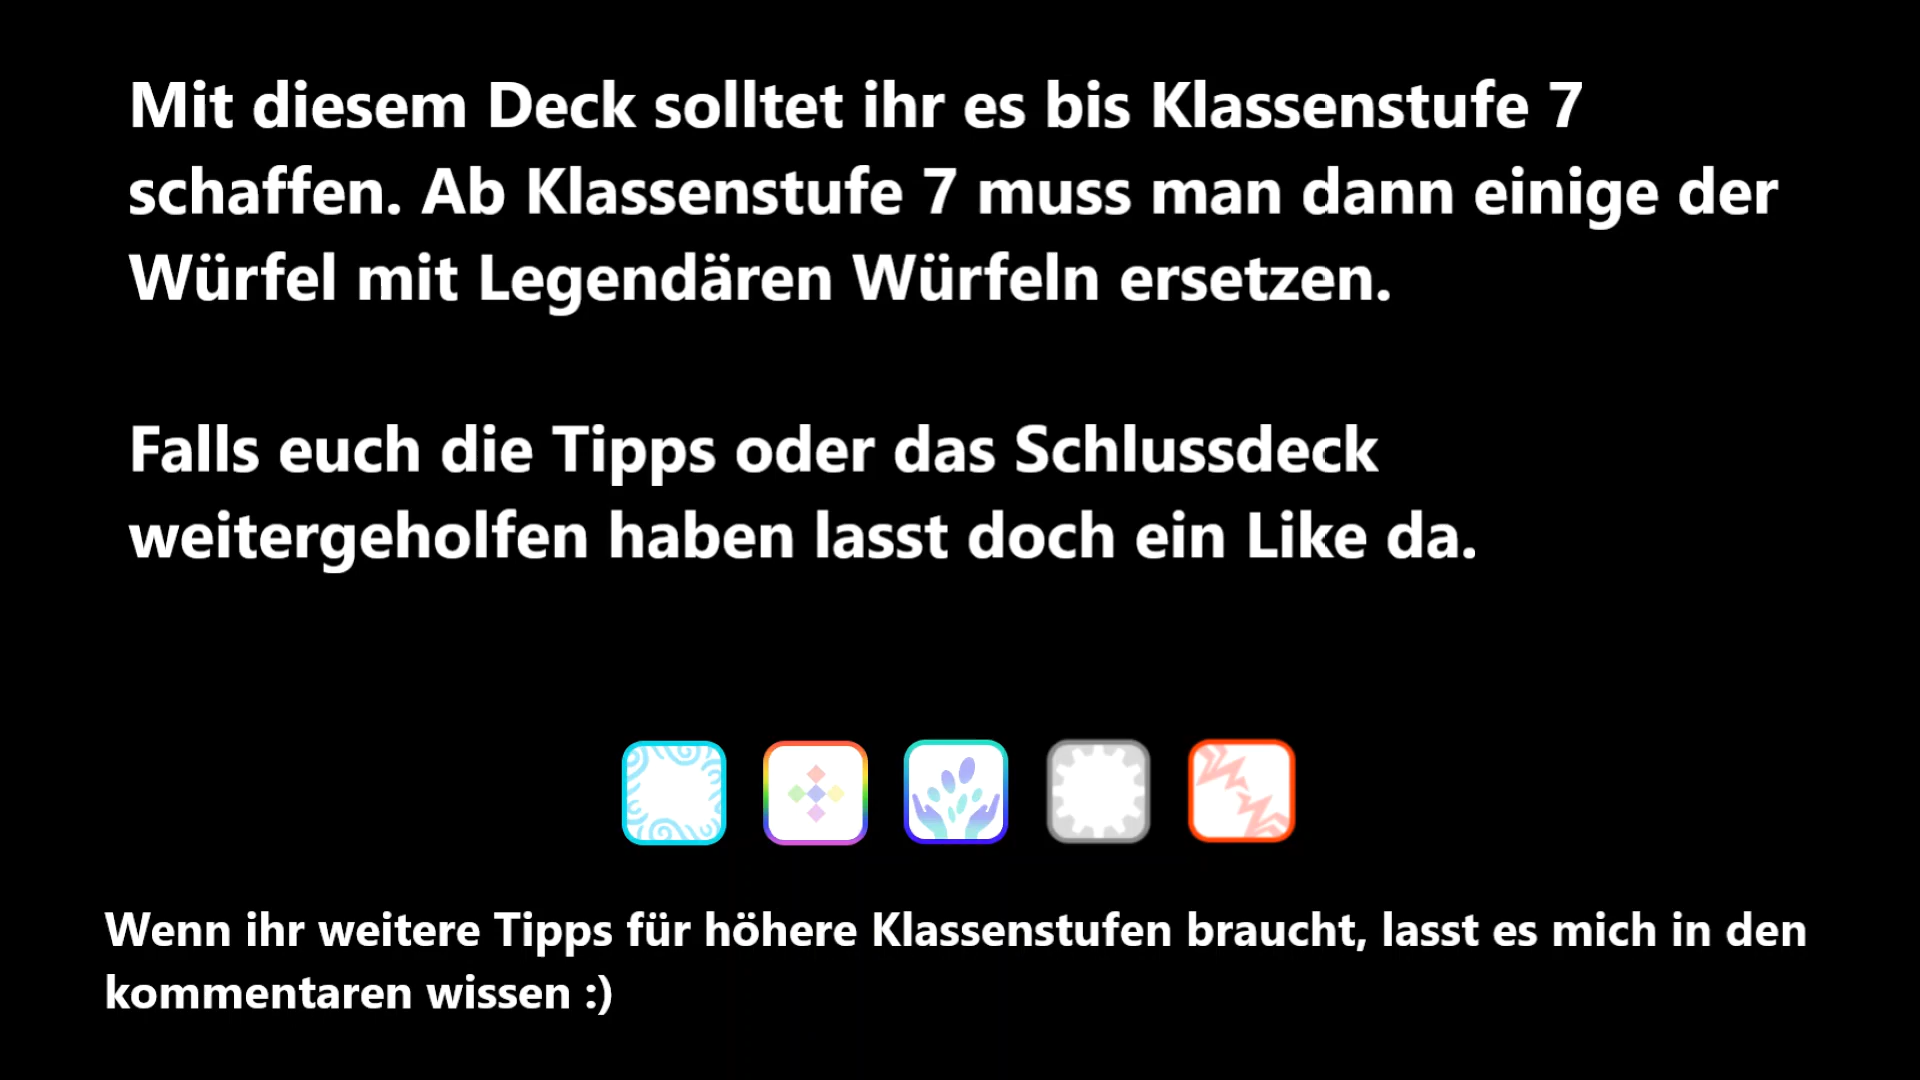 Mit diesem Deck solltet ihr es bis Klassenstufe 7
schaffen. Ab Klassenstufe 7 muss man dann einige der
Würfel mit Legendären Würfeln ersetzen.
Falls euch die Tipps oder das Schlussdeck
weitergeholfen haben lasst doch ein Like da.
Wenn ihr weitere Tipps für höhere Klassenstufen braucht, lasst es mich in den
kommentaren wissen :)